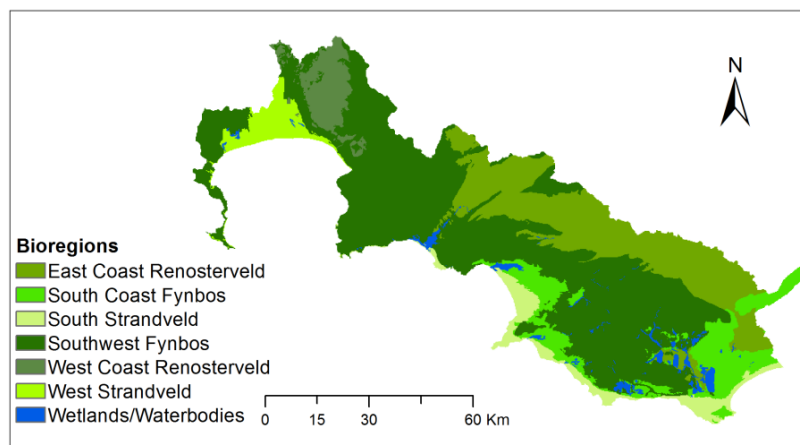 N
Bioregions
East Coast Renosterveld
South Coast Fynbos
South Strandveld
Southwest Fynbos
West Coast Renosterveld
West Strandveld
Wetlands/Waterbodies
0 15 30 60 Km